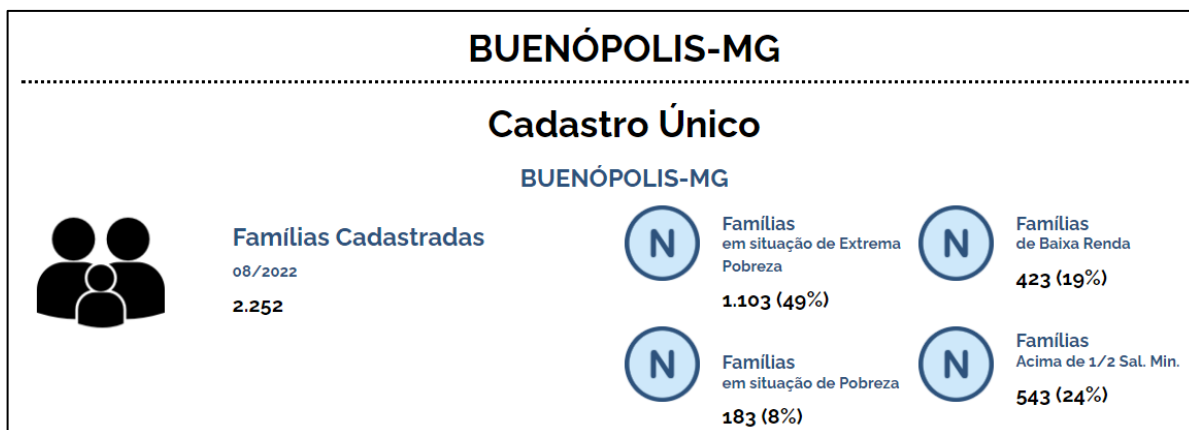 BUENÓPOLIS-MG
Cadastro Único
BUENÓPOLIS-MG
Famílias Cadastradas
08/2022
2.252
N
Famílias
em situação de Extrema
Pobreza
1.103 (49%)
N
Famílias
de Baixa Renda
423 (19%)
N
Famílias
em situação de Pobreza
183 (8%)
N
Famílias
Acima de 1/2 Sal. Min.
543 (24%)